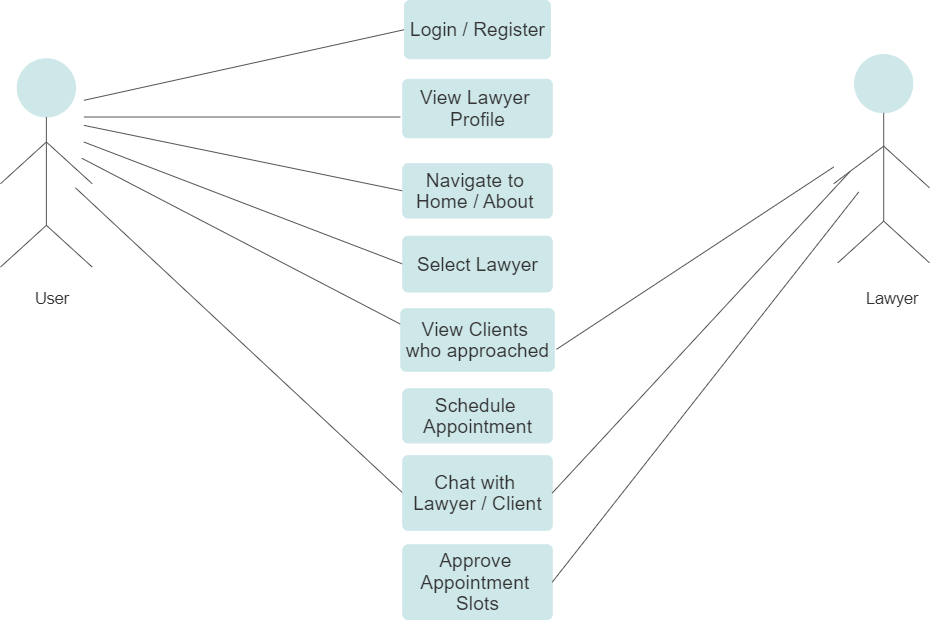 Login / Register
View Lawyer
Profile
Navigate to
Home / About
Select Lawyer
User
Lawyer
View Clients
who approached
Schedule
Appointment
Chat with
Lawyer / Client
Approve
Appointment
Slots